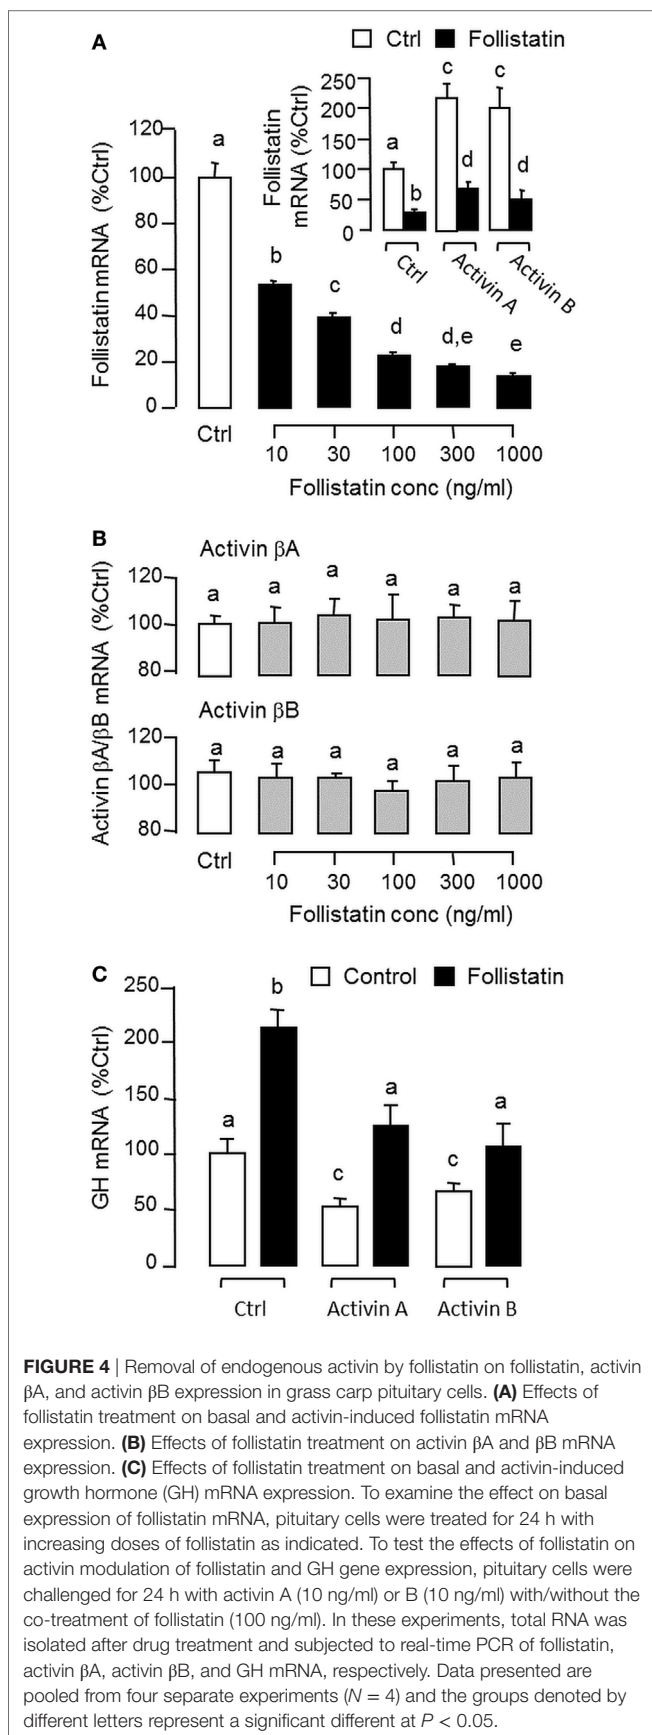 A
Ctrl Follistatin
Follistatin mRNA (%Ctrl)
120
100
80
60
40
20
0
a
b
c
d
d,e
e
Follistatin
mRNA (%Ctrl)
250
200
150
100
50
0
a
b
c
d
c
d
Ctrl
Activin A
Activin B
Ctrl
10 30 100 300 1000
Follistatin conc (ng/ml)
B
Activin βA/βB mRNA (%Ctrl)
Activin βA
120
100
80
a a a a a a
Activin βB
120
100
80
a a a a a a
Ctrl
10 30 100 300 1000
Follistatin conc (ng/ml)
C
Control Follistatin
GH mRNA (%Ctrl)
250
200
150
100
50
0
a
b
c
a
c
a
Ctrl Activin A Activin B
FIGURE 4 | Removal of endogenous activin by follistatin on follistatin, activin
βA, and activin βB expression in grass carp pituitary cells. (A) Effects of
follistatin treatment on basal and activin-induced follistatin mRNA
expression. (B) Effects of follistatin treatment on activin βA and βB mRNA
expression. (C) Effects of follistatin treatment on basal and activin-induced
growth hormone (GH) mRNA expression. To examine the effect on basal
expression of follistatin mRNA, pituitary cells were treated for 24 h with
increasing doses of follistatin as indicated. To test the effects of follistatin on
activin modulation of follistatin and GH gene expression, pituitary cells were
challenged for 24 h with activin A (10 ng/ml) or B (10 ng/ml) with/without the
co-treatment of follistatin (100 ng/ml). In these experiments, total RNA was
isolated after drug treatment and subjected to real-time PCR of follistatin,
activin βA, activin βB, and GH mRNA, respectively. Data presented are
pooled from four separate experiments (N = 4) and the groups denoted by
different letters represent a significant different at P < 0.05.